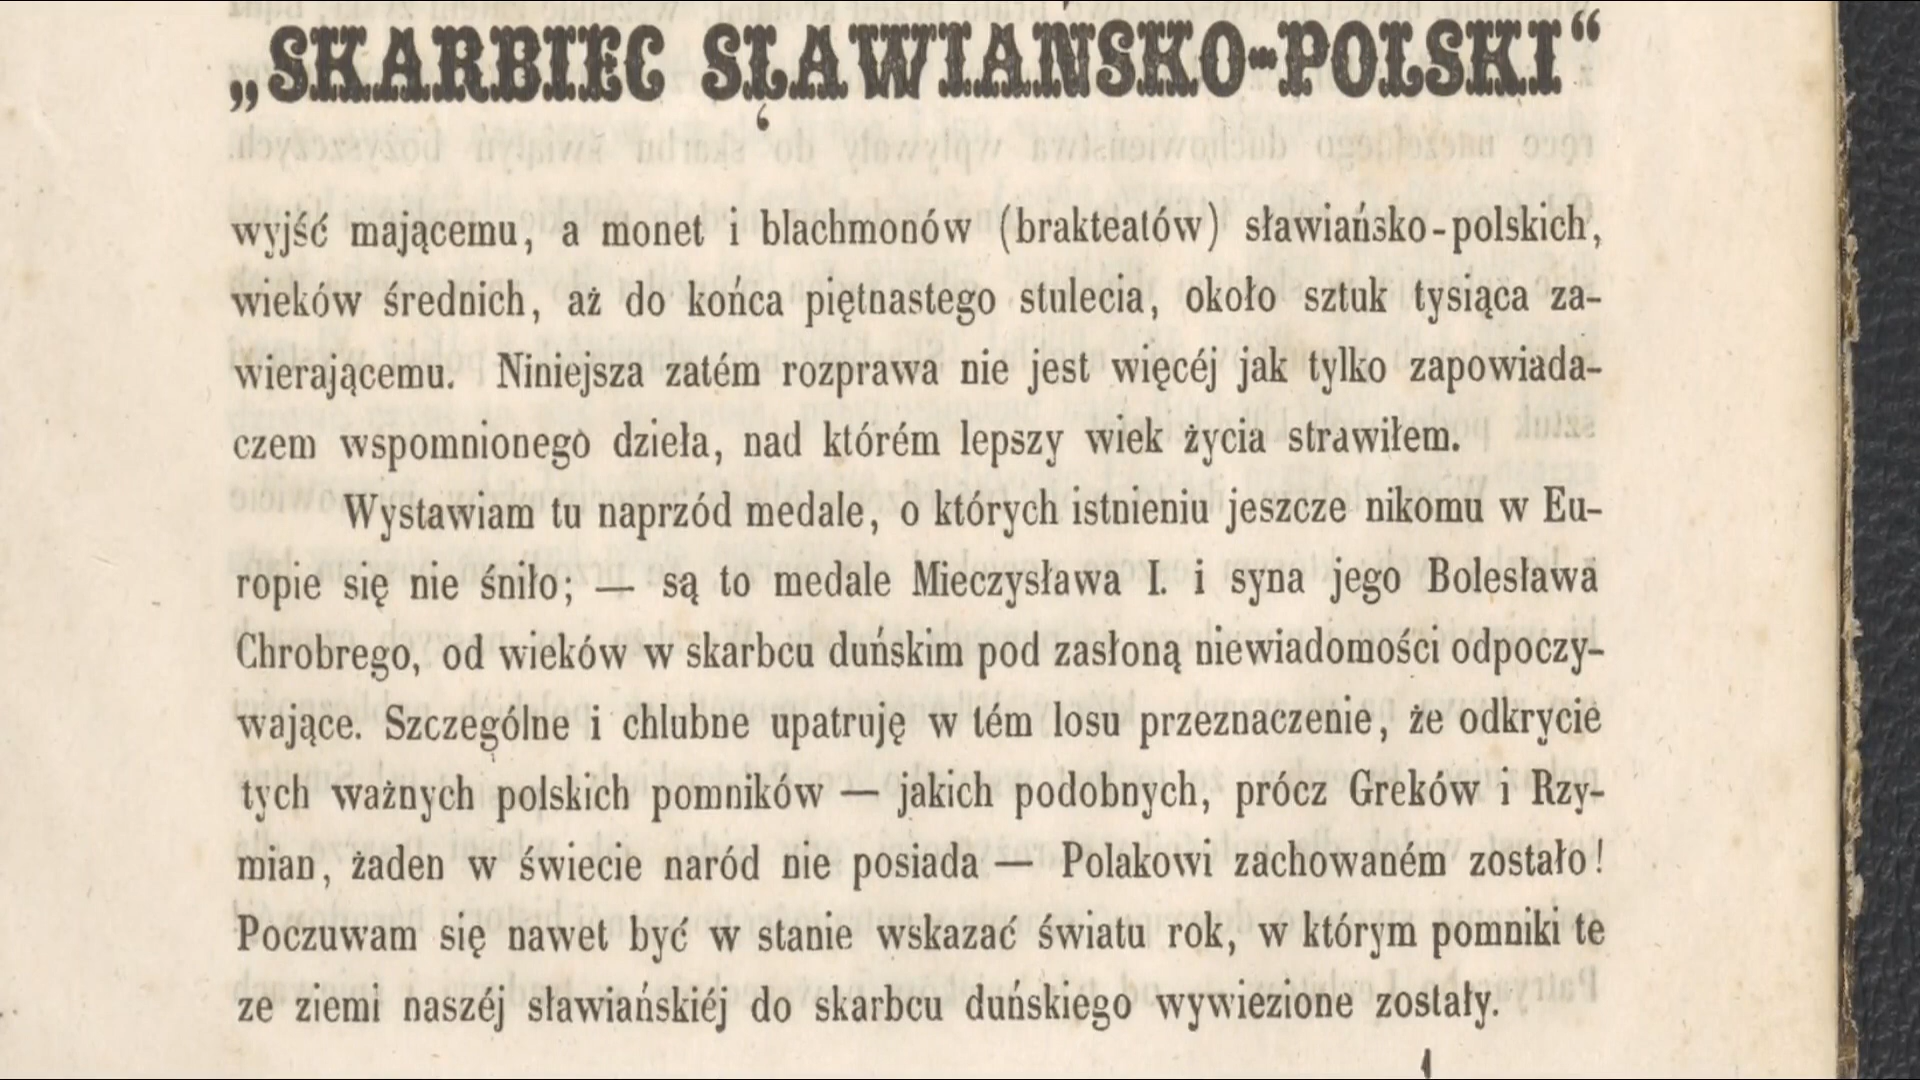 „SKARBIEC SŁAWIAŃSKO-POLSKI“
wyjść mającemu, a monet i blachmonów (brakteatów) sławiańsko-polskich,
wieków średnich, aż do końca piętnastego stulecia, około sztuk tysiąca za-
wierającemu. Niniejsza zatém rozprawa nie jest więcéj jak tylko zapowiada-
czem wspomnionego dzieła, nad którém lepszy wiek życia strawiłem.
Wystawiam tu naprzód medale, o których istnieniu jeszcze nikomu w Eu-
ropie się nie śniło; — są to medale Mieczysława I. i syna jego Bolesława
Chrobrego, od wieków w skarbcu duńskim pod zasłoną niewiadomości odpoczy-
wające. Szczególne i chlubne upatruję w tém losu przeznaczenie, że odkrycie
tych ważnych polskich pomników — jakich podobnych, prócz Greków i Rzy-
mian, żaden w świecie naród nie posiada — Polakowi zachowaném zostało!
Poczuwam się nawet być w stanie wskazać światu rok, w którym pomniki te
ze ziemi naszéj sławiańskiéj do skarbcu duńskiego wywiezione zostały.
1